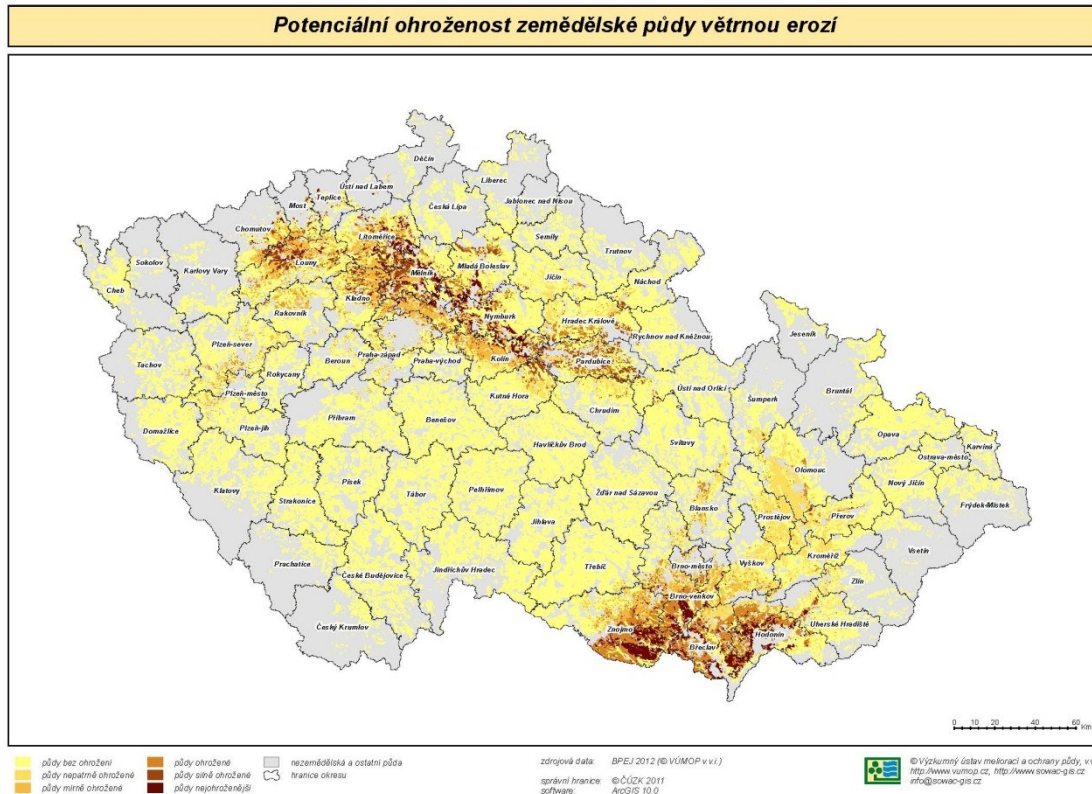 Potenciální ohroženost zemědělské půdy větrnou erozí
Děčín
Liberec
Ústí nad Labem
Teplice
Jablonec nad Nisou
Most
Česká Lípa
Chomutov
Litoměřice
Semily
Trutnov
Sokolov
Louny
Mělník
Mladá Boleslav
Jičín
Karlovy Vary
Náchod
Cheb
Kladno
Rakovník
Nymburk
Hradec Králové
Rychnov nad Kněžnou
Jeseník
Plzeň-sever
Praha-západ
Praha-východ
Kolín
Pardubice
Beroun
Tachov
Rokycany
Ústí nad Orlicí
Šumperk
Bruntál
Plzeň-město
Kutná Hora
Chrudim
Příbram
Benešov
Domažlice
Plzeň-jih
Opava
Karviná
Havlíčkův Brod
Svitavy
Ostrava-město
Olomouc
Nový Jičín
Klatovy
Písek
Pelhřimov
Strakonice
Tábor
Žďár nad Sázavou
Frýdek-Místek
Blansko
Prostějov
Přerov
Jihlava
Vsetín
Kroměříž
Prachatice
Třebíč
Brno-město
Vyškov
České Budějovice
Jindřichův Hradec
Zlín
Brno-venkov
Český Krumlov
Uherské Hradiště
Znojmo
Hodonín
Břeclav
0 10 20 40 60
Km
půdy bez ohrožení
půdy nepatrně ohrožené
půdy mírně ohrožené
půdy ohrožené
půdy silně ohrožené
půdy nejohroženější
nezemědělská a ostatní půda
hranice okresu
zdrojová data: BPEJ 2012 (© VÚMOP v.v.i.)
správní hranice: ©ČÚZK 2011
software: ArcGIS 10.0
© Výzkumný ústav meliorací a ochrany půdy, v.v
http://www.vumop.cz, http://www.sowac-gis.cz
info@sowac-gis.cz